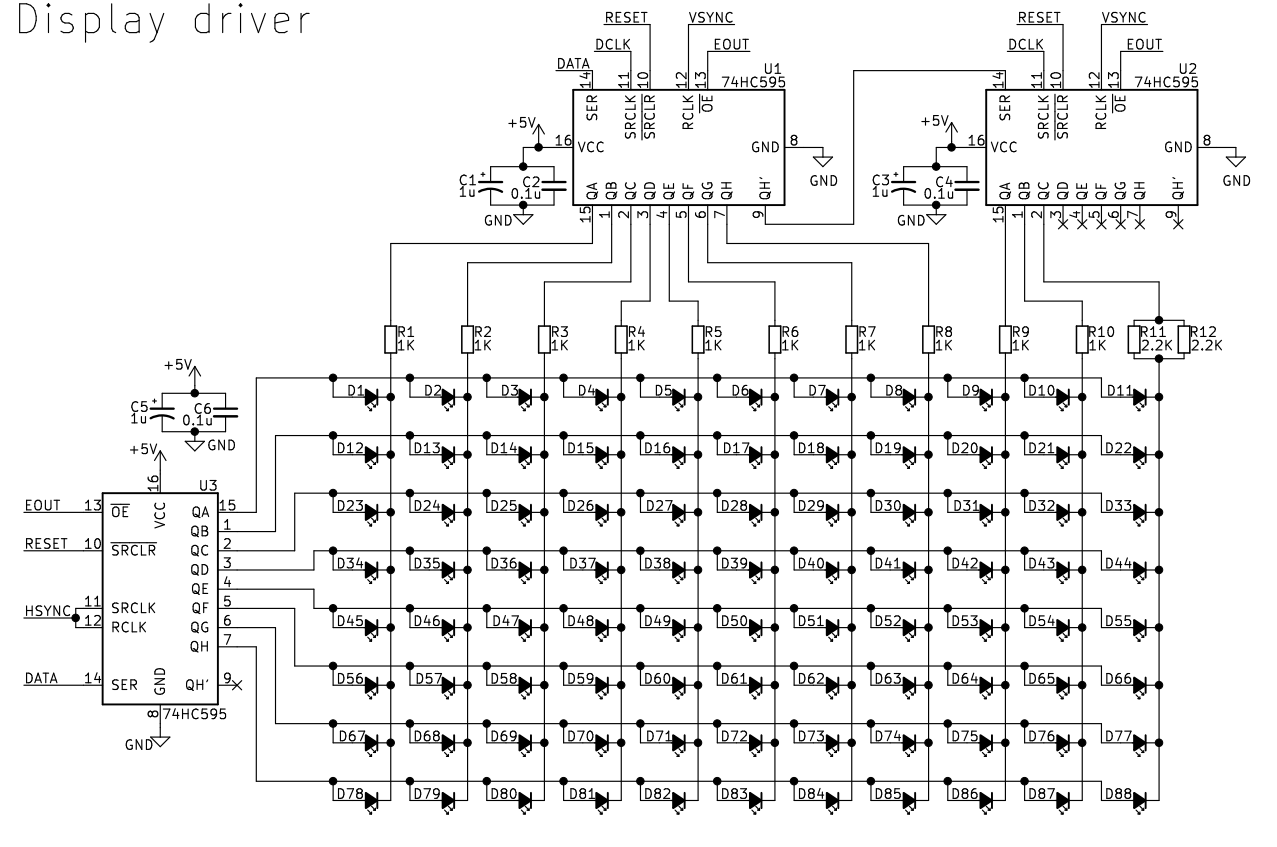 Display driver
RESET VSYNC
DCLK EOUT
DATA
14 11 10 12 13 U1
74HC595
SER SRCLK SRCLR RCLK OE
+5V
16 VCC GND 8
GND
C1 + 1u C2 0.1u
GND
QA QB QC QD QE QF QG QH QH'
15 1 2 3 4 5 6 7 9
RESET VSYNC
DCLK EOUT
14 11 10 12 13 U2
74HC595
SER SRCLK SRCLR RCLK OE
+5V
16 VCC GND 8
GND
C3 + 1u C4 0.1u
GND
QA QB QC QD QE QF QG QH QH'
15 1 2 3 4 5 6 7 9
R1 R2 R3 R4 R5 R6 R7 R8 R9 R10 R11 R12
1K 1K 1K 1K 1K 1K 1K 1K 1K 1K 2.2K 2.2K
+5V
C5 + 1u C6 0.1u
GND
+5V
16 U3
EOUT 13 OE VCC QA 15
QB 1
RESET 10 SRCLR QC 2
QD 3
QE 4
HSYNC 11 SRCLK QF 5
12 RCLK QG 6
QH 7
DATA 14 SER GND QH' 9
8 74HC595
GND
D1 D2 D3 D4 D5 D6 D7 D8 D9 D10 D11
D12 D13 D14 D15 D16 D17 D18 D19 D20 D21 D22
D23 D24 D25 D26 D27 D28 D29 D30 D31 D32 D33
D34 D35 D36 D37 D38 D39 D40 D41 D42 D43 D44
D45 D46 D47 D48 D49 D50 D51 D52 D53 D54 D55
D56 D57 D58 D59 D60 D61 D62 D63 D64 D65 D66
D67 D68 D69 D70 D71 D72 D73 D74 D75 D76 D77
D78 D79 D80 D81 D82 D83 D84 D85 D86 D87 D88